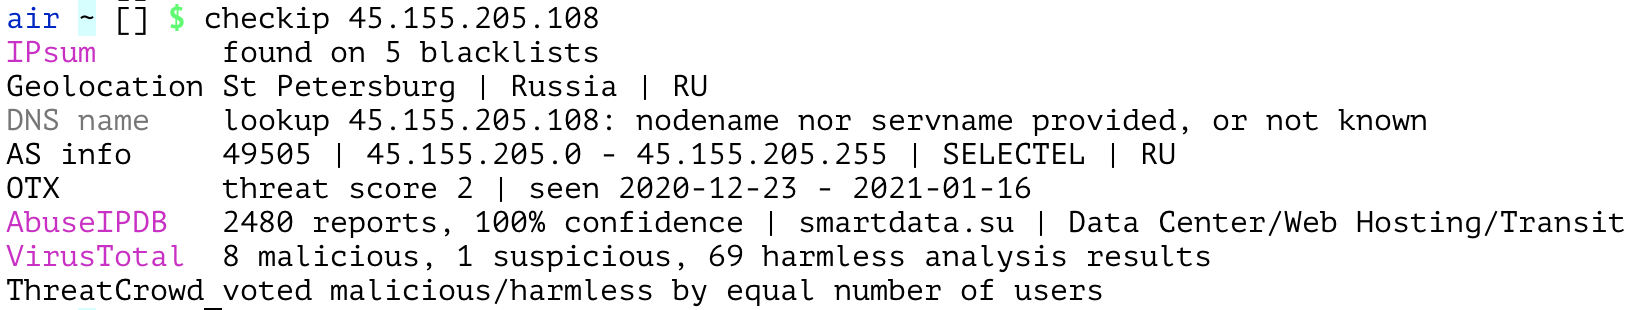 air ~ [] $ checkip 45.155.205.108
IPsum found on 5 blacklists
Geolocation St Petersburg | Russia | RU
DNS name lookup 45.155.205.108: nodename nor servname provided, or not known
AS info 49505 | 45.155.205.0 - 45.155.205.255 | SELECTEL | RU
OTX threat score 2 | seen 2020-12-23 - 2021-01-16
AbuseIPDB 2480 reports, 100% confidence | smartdata.su | Data Center/Web Hosting/Transit
VirusTotal 8 malicious, 1 suspicious, 69 harmless analysis results
ThreatCrowd voted malicious/harmless by equal number of users